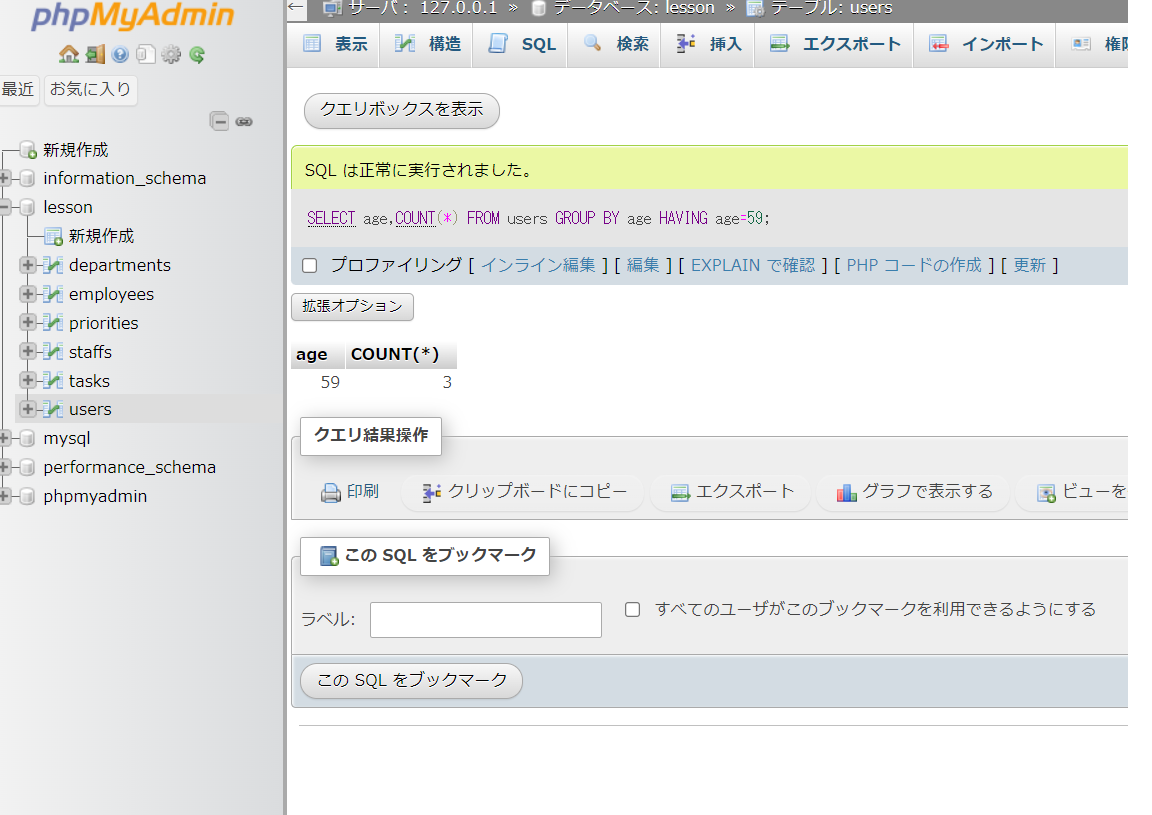 phpMyAdmin
最近 お気に入り
新規作成
information_schema
lesson
新規作成
departments
employees
priorities
staffs
tasks
users
mysql
performance_schema
phpmyadmin
サーバ: 127.0.0.1 » データベース: lesson » テーブル: users
表示 構造 SQL 検索 挿入 エクスポート インポート 権限
クエリボックスを表示
SQL は正常に実行されました。
SELECT age,COUNT(*) FROM users GROUP BY age HAVING age=59;
プロファイリング [ インライン編集 ] [ 編集 ] [ EXPLAIN で確認 ] [ PHP コードの作成 ] [ 更新 ]
拡張オプション
age COUNT(*)
59 3
クエリ結果操作
印刷 クリップボードにコピー エクスポート グラフで表示する ビューを
この SQL をブックマーク
ラベル: すべてのユーザがこのブックマークを利用できるようにする
この SQL をブックマーク